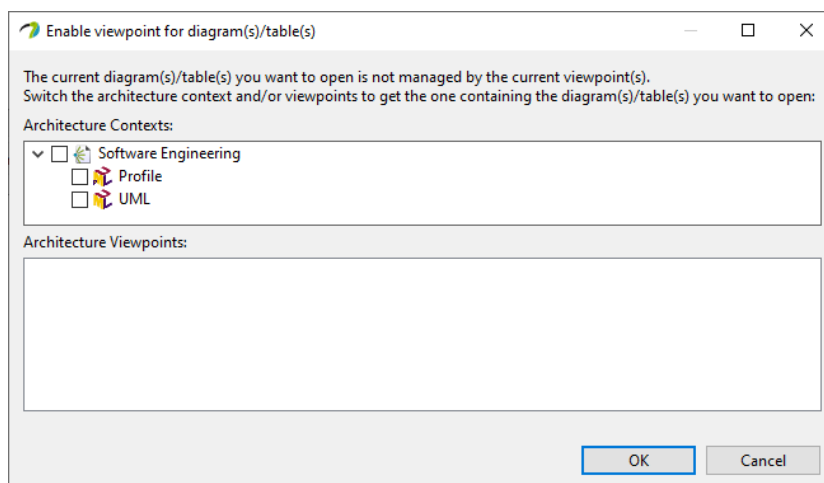 Enable viewpoint for diagram(s)/table(s)
The current diagram(s)/table(s) you want to open is not managed by the current viewpoint(s).
Switch the architecture context and/or viewpoints to get the one containing the diagram(s)/table(s) you want to open:
Architecture Contexts:
Software Engineering
Profile
UML
Architecture Viewpoints:
OK Cancel